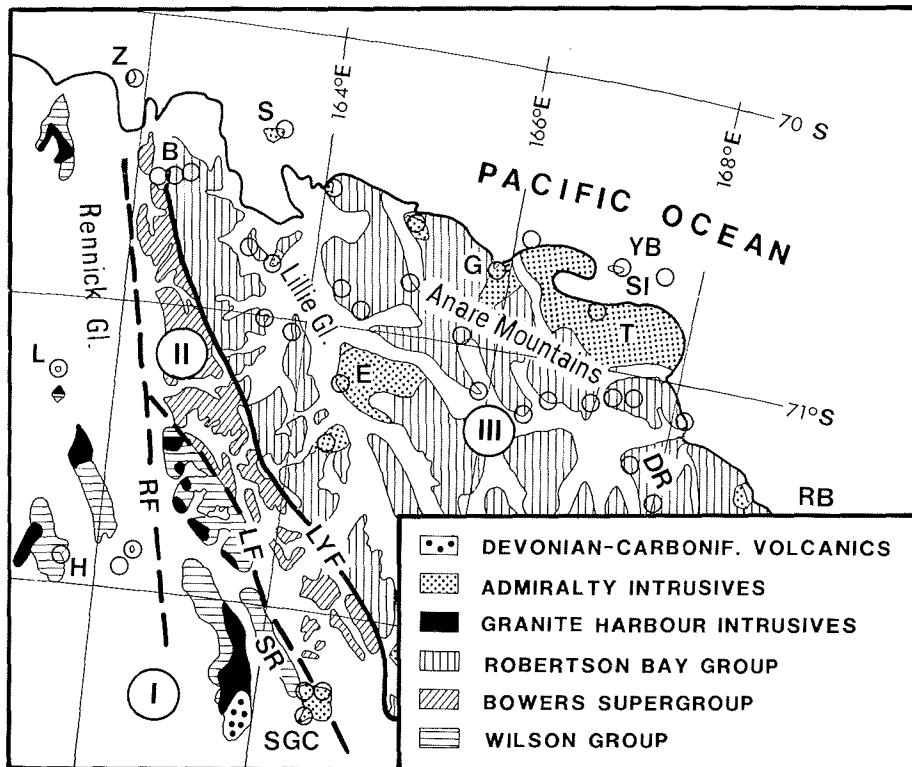 Z
S
164°E
166°E
168°E
70 S
B
PACIFIC OCEAN
Rennick Gl.
Lillie Gl.
G
YB
SI
Anare Mountains
T
L
II
E
III
71°S
RF
LF
LYF
DR
RB
H
SR
I
SGC
DEVONIAN-CARBONIF. VOLCANICS
ADMIRALTY INTRUSIVES
GRANITE HARBOUR INTRUSIVES
ROBERTSON BAY GROUP
BOWERS SUPERGROUP
WILSON GROUP